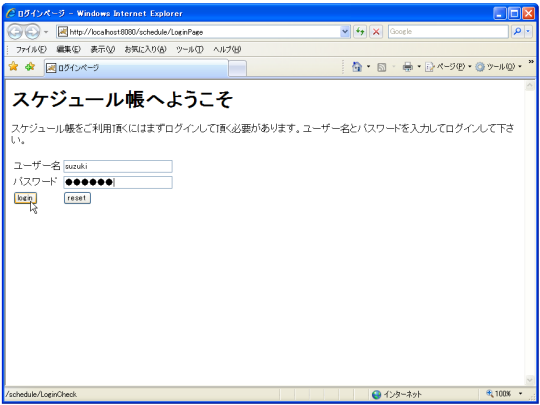 ログインページ - Windows Internet Explorer
http://localhost:8080/schedule/LoginPage
Google
ファイル(F) 編集(E) 表示(V) お気に入り(A) ツール(T) ヘルプ(H)
ログインページ
ページ(P) ツール(O)
スケジュール帳へようこそ
スケジュール帳をご利用頂くにはまずログインして頂く必要があります。ユーザー名とパスワードを入力してログインして下さ
い。
ユーザー名 suzuki
パスワード ●●●●●●
login reset
/schedule/LoginCheck インターネット 100%